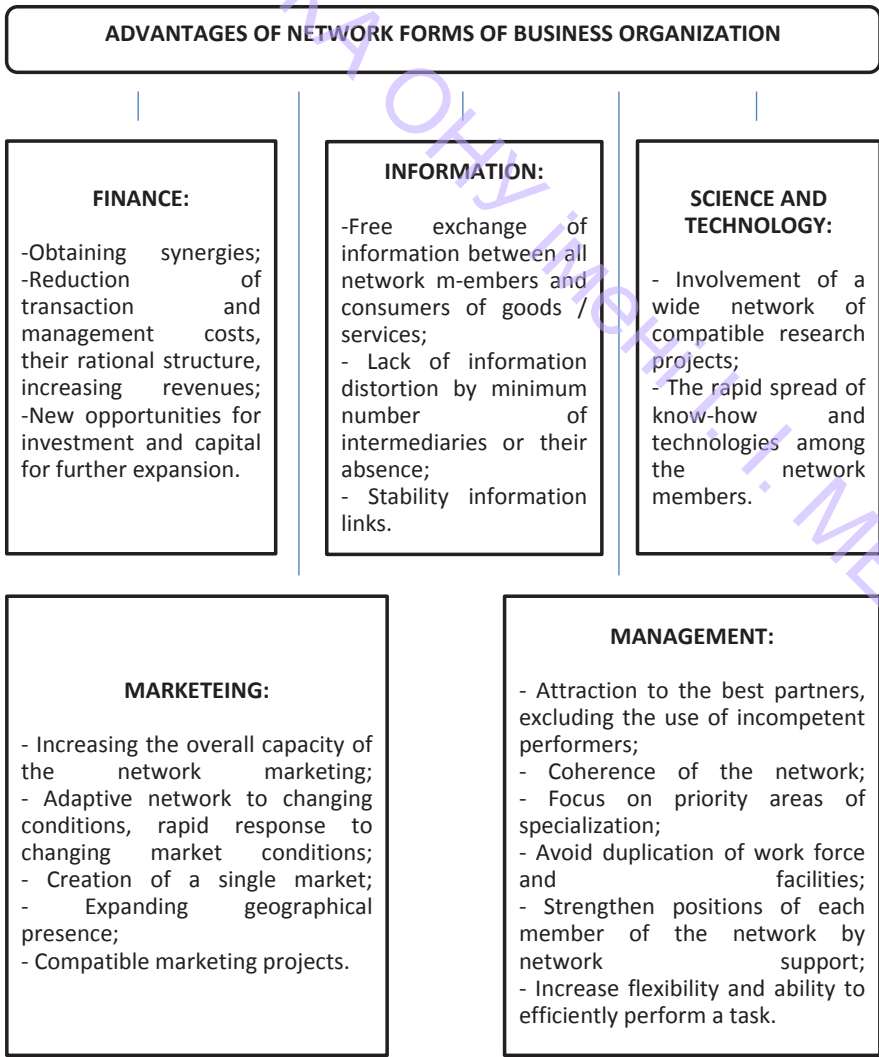 ADVANTAGES OF NETWORK FORMS OF BUSINESS ORGANIZATION
FINANCE:
-Obtaining synergies;
-Reduction of
transaction and
management costs,
their rational structure,
increasing revenues;
-New opportunities for
investment and capital
for further expansion.
INFORMATION:
-Free exchange of
information between all
network m-embers and
consumers of goods /
services;
- Lack of information
distortion by minimum
number of
intermediaries or their
absence;
- Stability information
links.
SCIENCE AND
TECHNOLOGY:
- Involvement of a
wide network of
compatible research
projects;
- The rapid spread of
know-how and
technologies among
the network
members.
MARKETEING:
- Increasing the overall capacity of
the network marketing;
- Adaptive network to changing
conditions, rapid response to
changing market conditions;
- Creation of a single market;
- Expanding geographical
presence;
- Compatible marketing projects.
MANAGEMENT:
- Attraction to the best partners,
excluding the use of incompetent
performers;
- Coherence of the network;
- Focus on priority areas of
specialization;
- Avoid duplication of work force
and facilities;
- Strengthen positions of each
member of the network by
network support;
- Increase flexibility and ability to
efficiently perform a task.
ОНУ імені І. І.